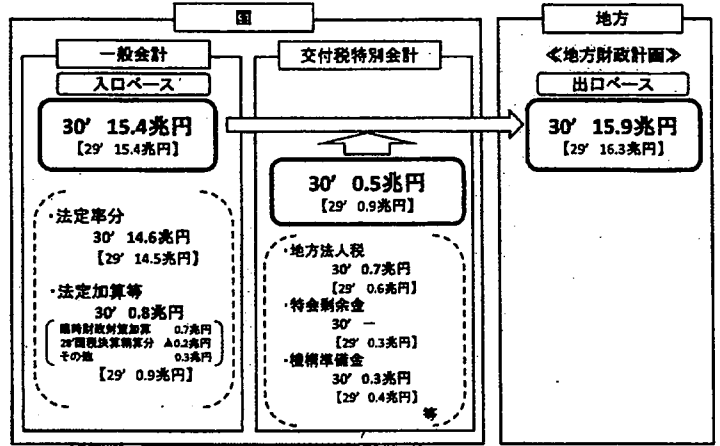 国
一般会計
入口ベース
30’ 15.4兆円
【29’ 15.4兆円】
・法定率分
30’ 14.6兆円
【29’ 14.5兆円】
・法定加算等
30’ 0.8兆円
臨時財政対策加算 0.7兆円
28’国税決算精算分 ▲0.2兆円
その他 0.3兆円
【29’ 0.9兆円】
交付税特別会計
30’ 0.5兆円
【29’ 0.9兆円】
・地方法人税
30’ 0.7兆円
【29’ 0.6兆円】
・特会剰余金
30’ ー
【29’ 0.3兆円】
・機構準備金
30’ 0.3兆円
【29’ 0.4兆円】
等
地方
≪地方財政計画≫
出口ベース
30’ 15.9兆円
【29’ 16.3兆円】